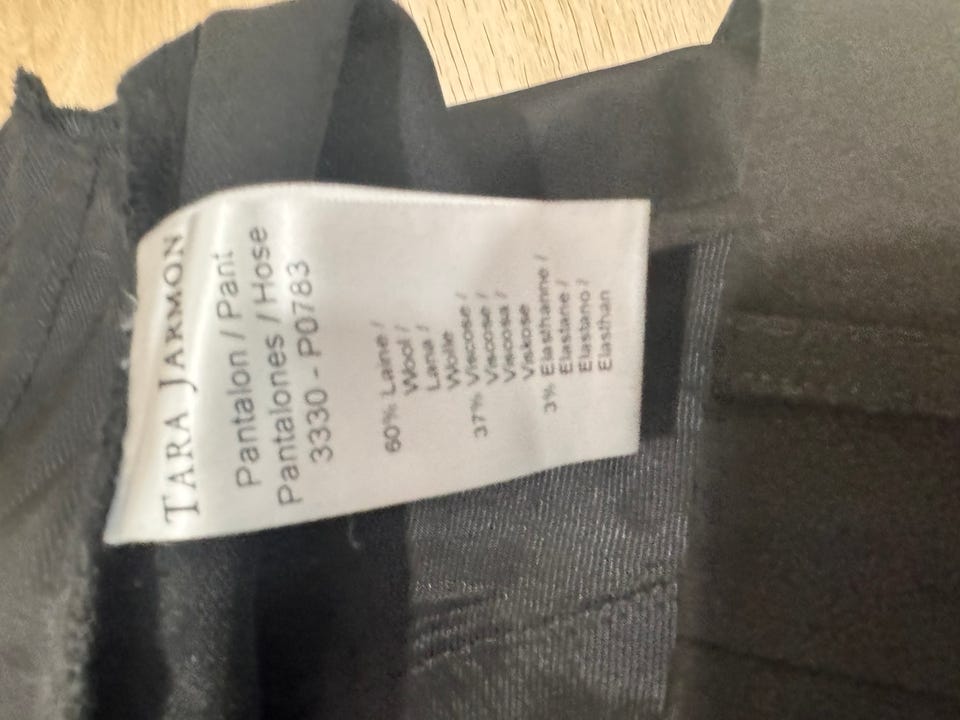 TARA JARMON
Pantalon / Pant
Pantalones / Hose
3330 - P0783
60% Laine /
Wool /
Lana /
Wolle
37% Viscose /
Viscose /
Viscosa /
Viskose
3% Elasthanne /
Elastane /
Elastano /
Elasthan